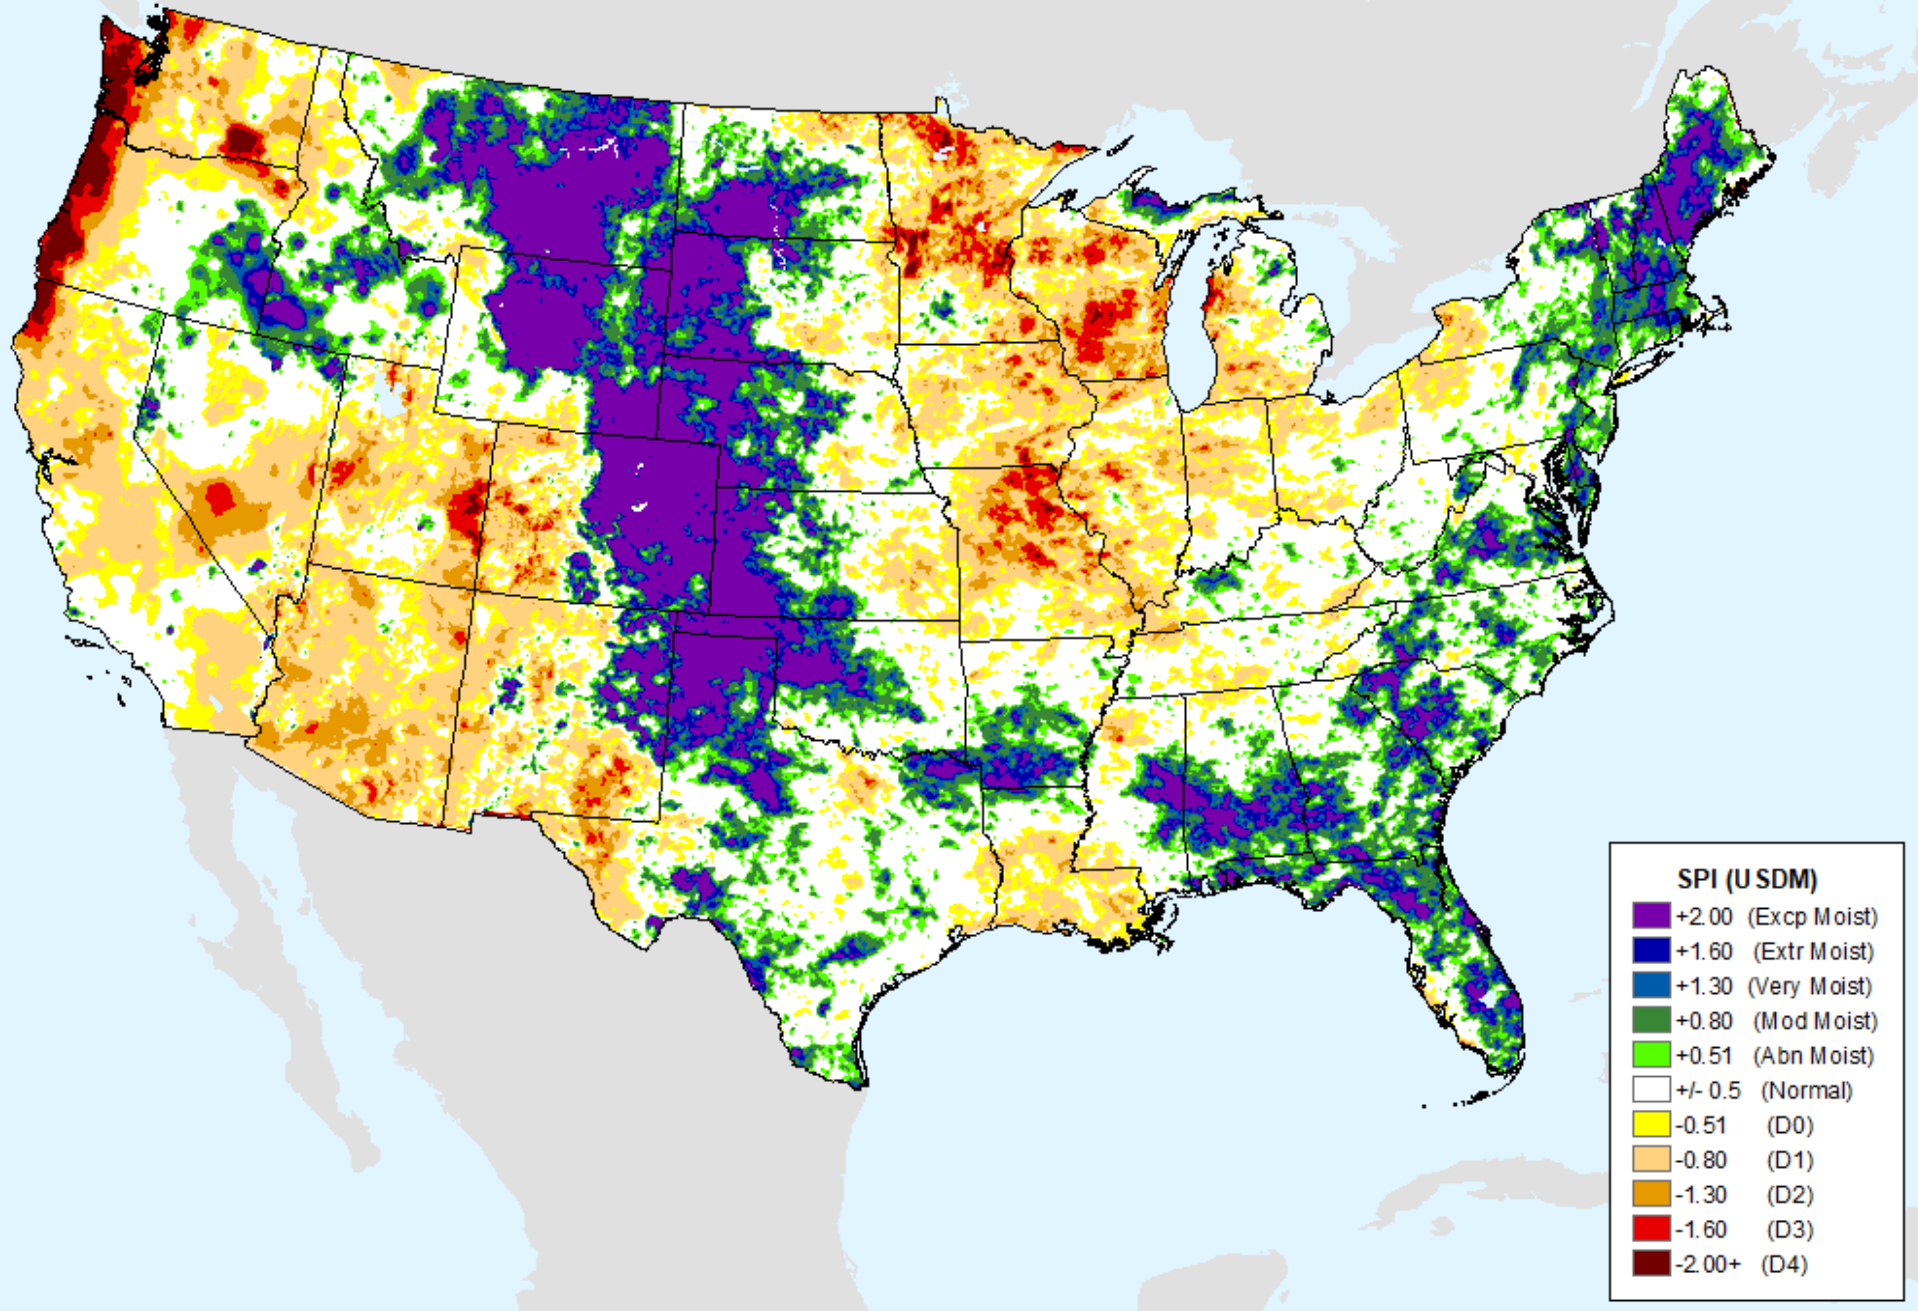 SPI (USDM)
+2.00 (Excp Moist)
+1.60 (Extr Moist)
+1.30 (Very Moist)
+0.80 (Mod Moist)
+0.51 (Abn Moist)
+/- 0.5 (Normal)
-0.51 (D0)
-0.80 (D1)
-1.30 (D2)
-1.60 (D3)
-2.00+ (D4)